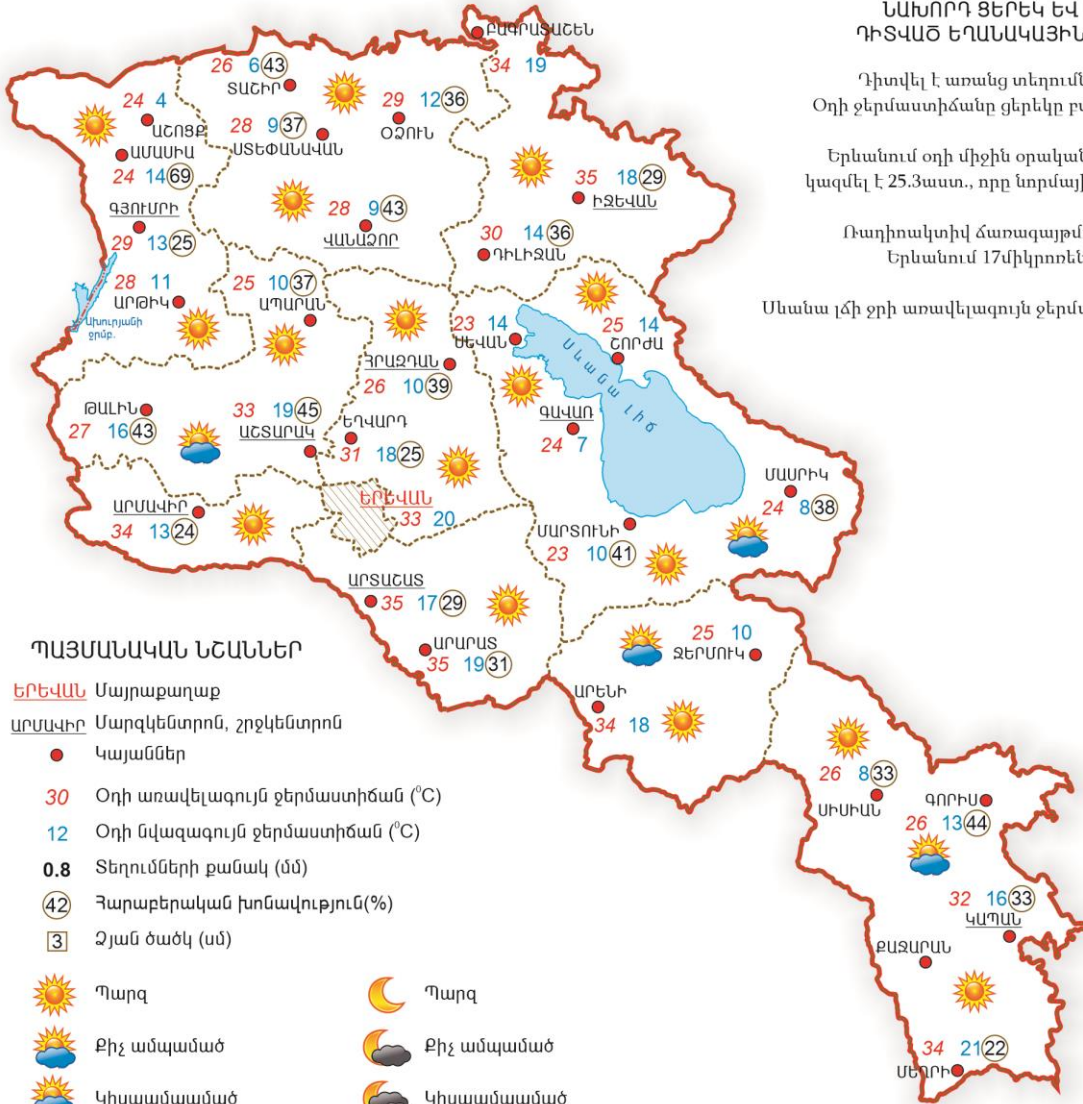 ՆԱԽՈՐԴ ՑԵՐԵԿ ԵՎ
ԴԻՏՎԱԾ ԵՂԱՆԱԿԱՅԻՆ
Դիտվել է առանց
Օդի ջերմաստիճանը ցերեկը
Երևանում օդի միջին օրական
կազմել է 25.3աստ., որը
Ռադիոակտիվ
Երևանում
Սևանա լճի ջրի առավելագույն
ԲԱԳՐԱՏԱՇԵՆ
34 19
26 6 43
ՏԱՇԻՐ
24 4
ԱՇՈՑՔ
29 12 36
ՕՁՈՒՆ
28 9 37
ՍՏԵՓԱՆԱՎԱՆ
ԱՄԱՍԻԱ
24 14 69
35 18 29
ԻՋԵՎԱՆ
ԳՅՈՒՄՐԻ
29 13 25
28 9 43
ՎԱՆԱՁՈՐ
30 14 36
ԴԻԼԻՋԱՆ
28 11
ԱՐԹԻԿ
25 10 37
ԱՊԱՐԱՆ
Ախուրյանի
ջրմբ.
23 14
ՍԵՎԱՆ
25 14
ՇՈՐԺԱ
Սևանա լիճ
ՀՐԱԶԴԱՆ
26 10 39
ԹԱԼԻՆ
27 16 43
33 19 45
ԱՇՏԱՐԱԿ
ԵՂՎԱՐԴ
31 18 25
ԳԱՎԱՌ
24 7
ՄԱՍՐԻԿ
24 8 38
ԵՐԵՎԱՆ
33 20
ԱՐՄԱՎԻՐ
34 13 24
ՄԱՐՏՈՒՆԻ
23 10 41
ԱՐՏԱՇԱՏ
35 17 29
ԱՐԱՐԱՏ
35 19 31
25 10
ՋԵՐՄՈՒԿ
ԱՐԵՆԻ
34 18
26 8 33
ՍԻՍԻԱՆ
ԳՈՐԻՍ
26 13 44
32 16 33
ԿԱՊԱՆ
ՔԱՋԱՐԱՆ
34 21 22
ՄԵՂՐԻ
ՊԱՅՄԱՆԱԿԱՆ ՆՇԱՆՆԵՐ
ԵՐԵՎԱՆ Մայրաքաղաք
ԱՐՄԱՎԻՐ Մարզկենտրոն, շրջկենտրոն
Կայաններ
30 Օդի առավելագույն ջերմաստիճան (⁰C)
12 Օդի նվազագույն ջերմաստիճան (⁰C)
0.8 Տեղումների քանակ (մմ)
42 Հարաբերական խոնավություն(%)
3 Ձյան ծածկ (սմ)
Պարզ Պարզ
Քիչ ամպամած Քիչ ամպամած
Կիսաամպամած Կիսաամպամած